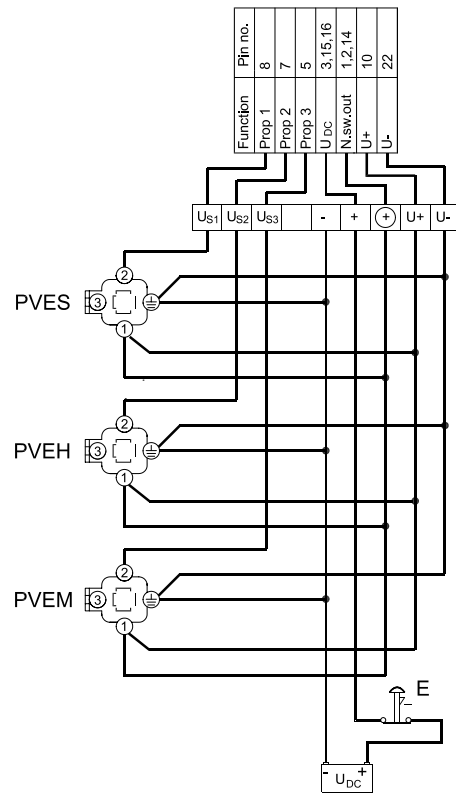 Function Pin no.
Prop 1 8
Prop 2 7
Prop 3 5
UDC 3,15,16
N.sw.out 1,2,14
U+ 10
U- 22
US1 US2 US3 - + + U+ U-
2
PVES 3
1
2
PVEH 3
1
2
PVEM 3
1
E
- UDC +